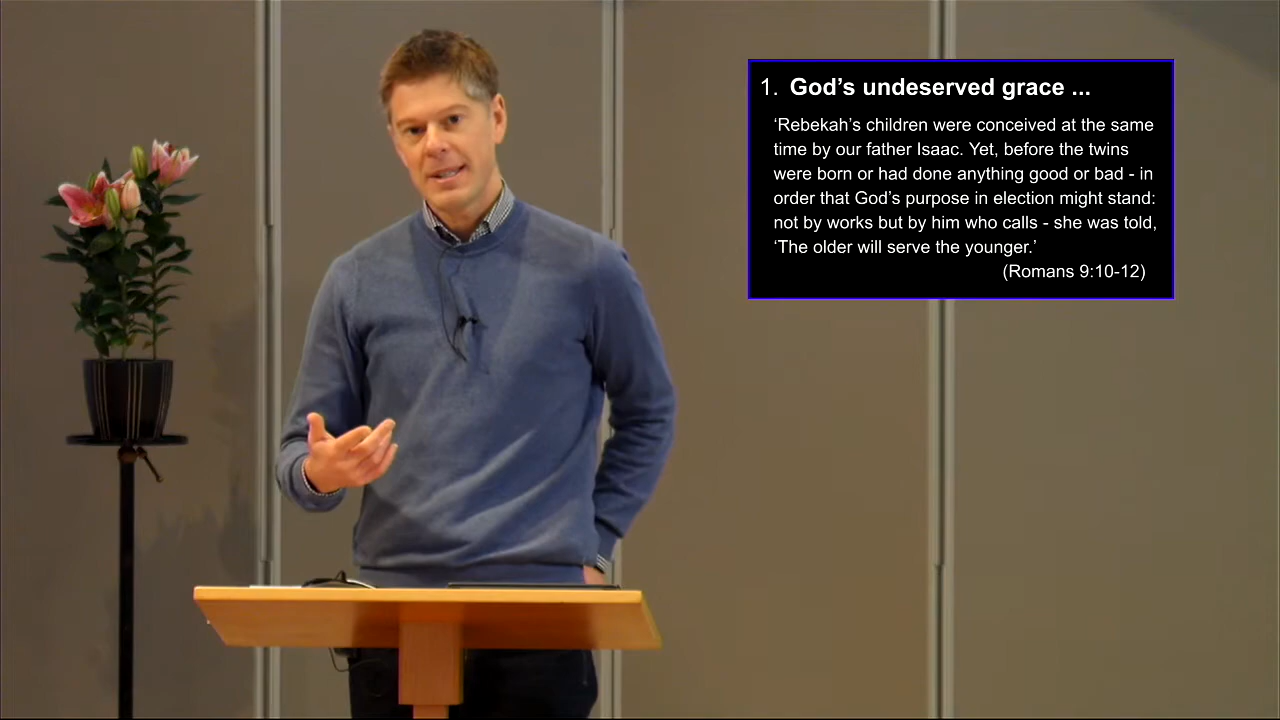 1. God’s undeserved grace ...
‘Rebekah’s children were conceived at the same
time by our father Isaac. Yet, before the twins
were born or had done anything good or bad - in
order that God’s purpose in election might stand:
not by works but by him who calls - she was told,
‘The older will serve the younger.’
(Romans 9:10-12)